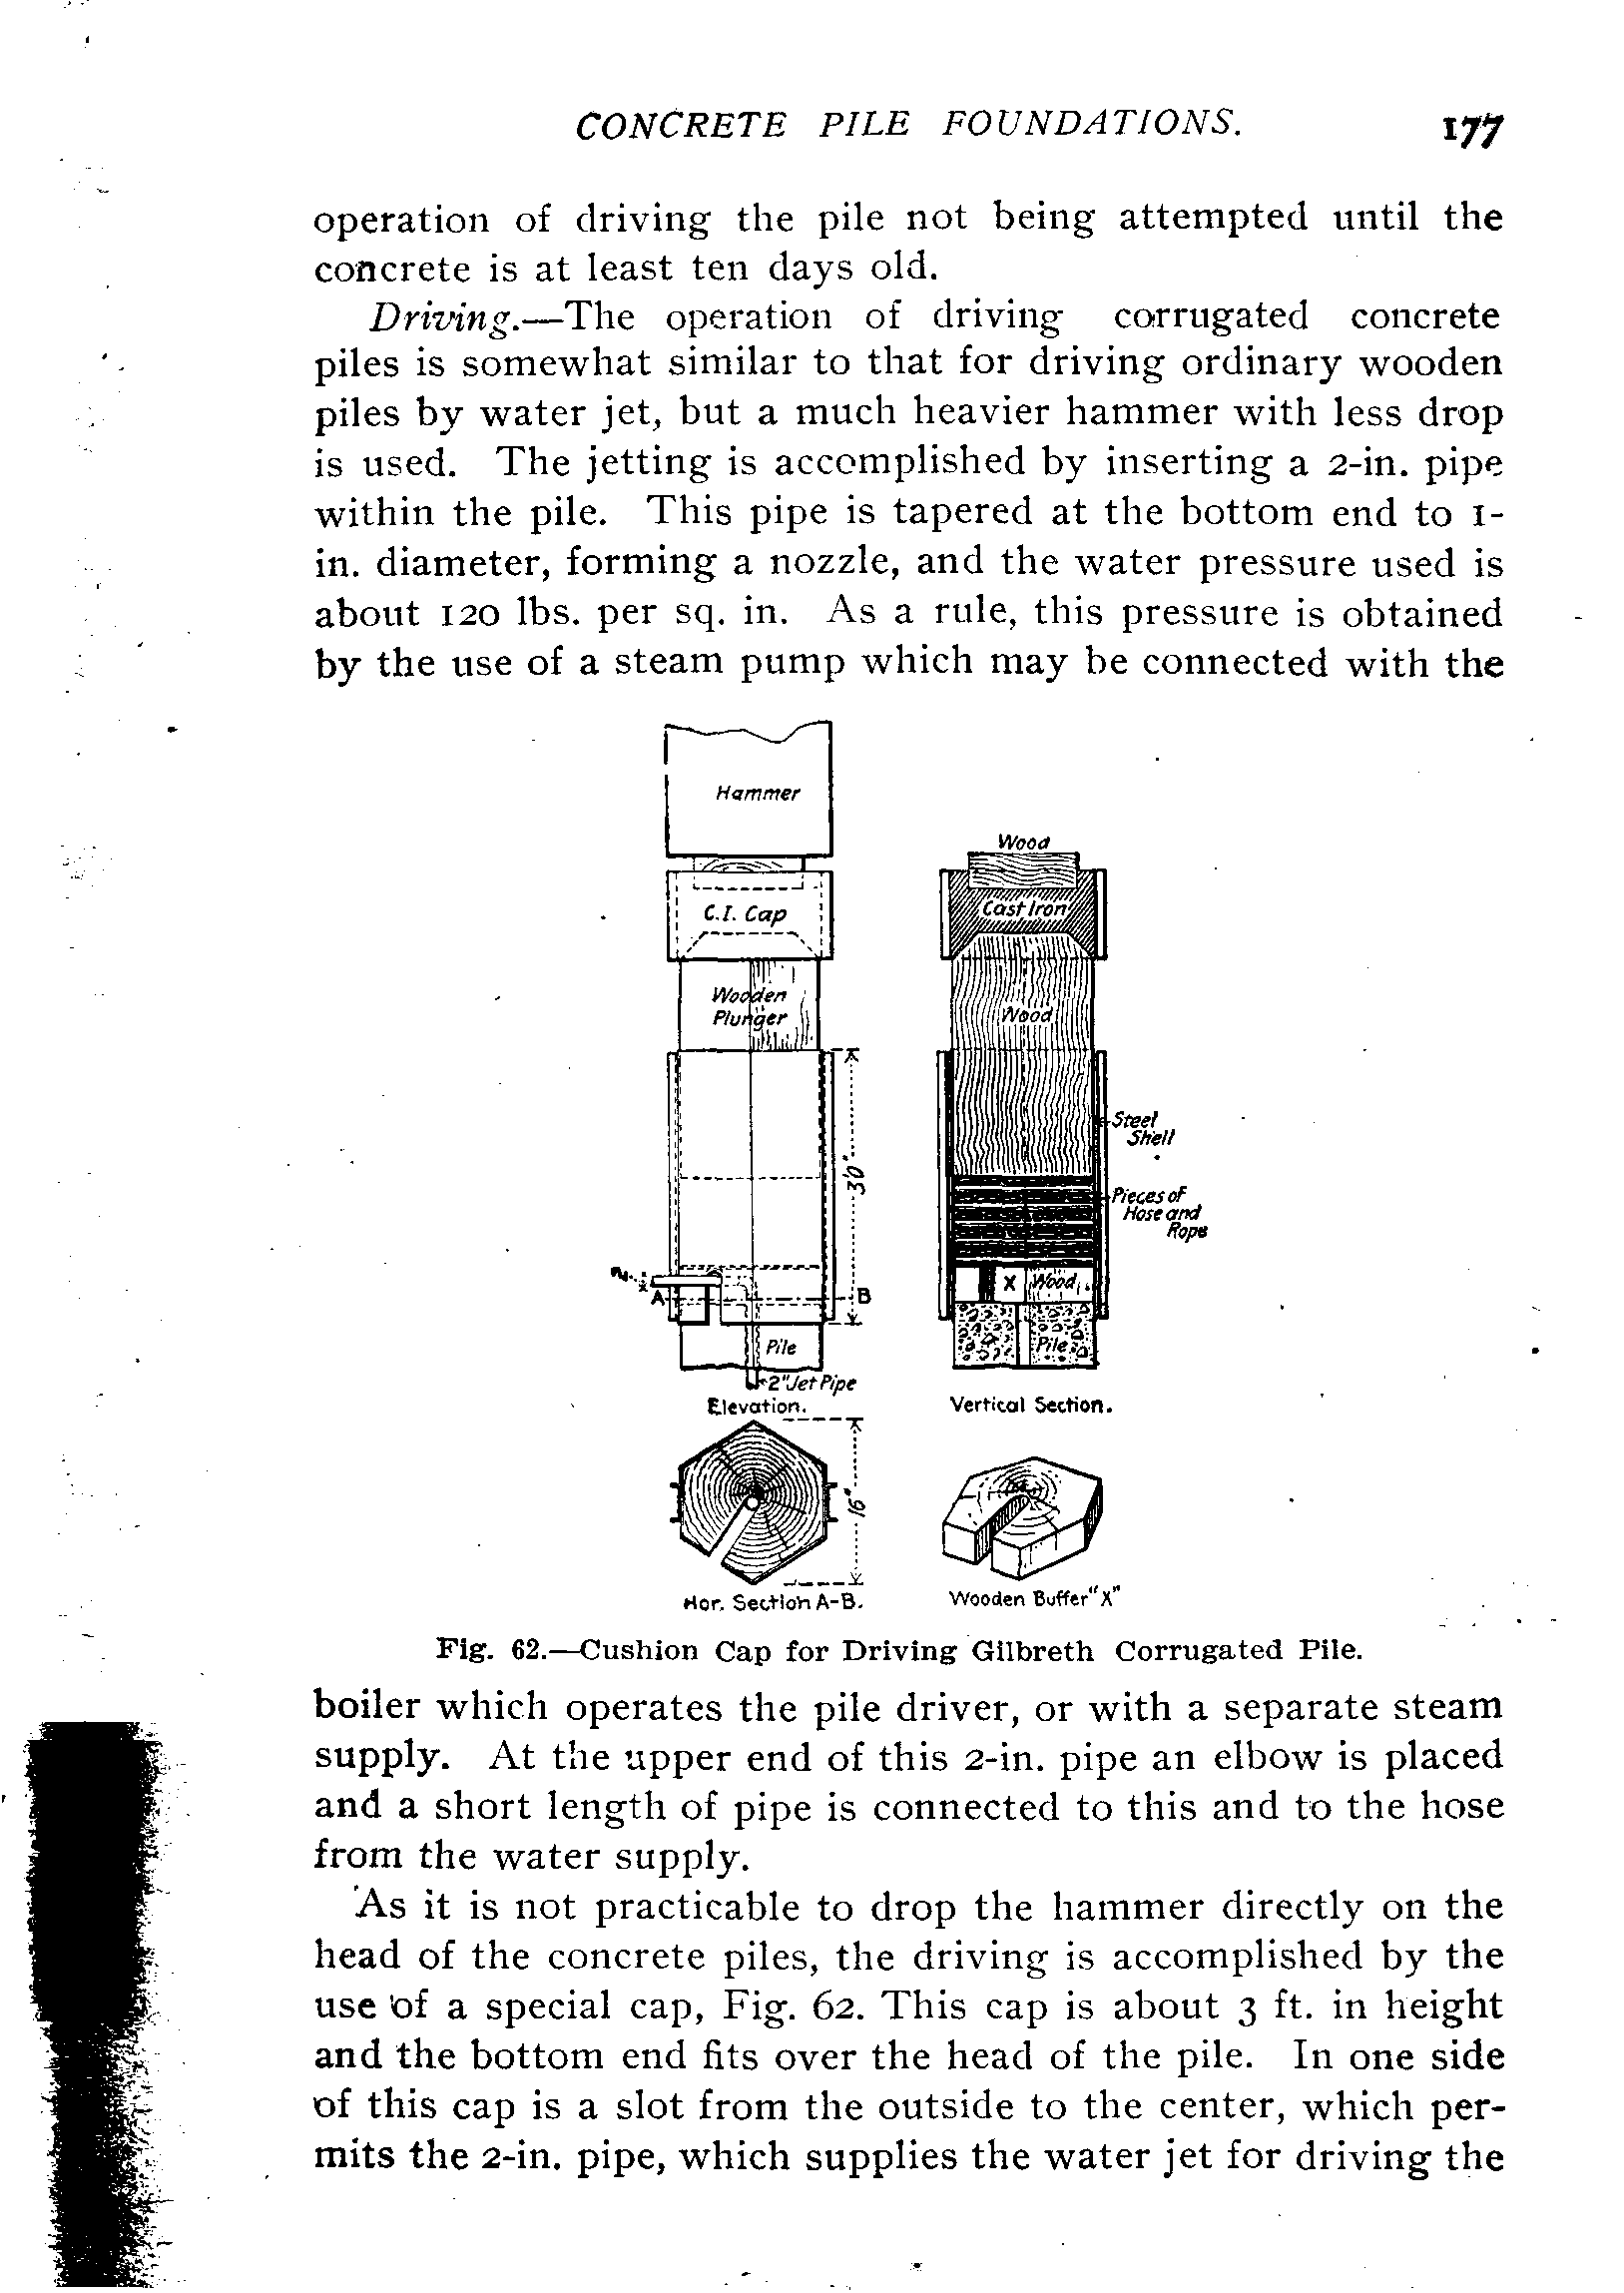 CONCRETE PILE FOUNDATIONS. 177
operation of driving the pile not being attempted until the
concrete is at least ten days old.
Driving.—The operation of driving corrugated concrete
piles is somewhat similar to that for driving ordinary wooden
piles by water jet, but a much heavier hammer with less drop
is used. The jetting is accomplished by inserting a 2-in. pipe
within the pile. This pipe is tapered at the bottom end to 1-
in. diameter, forming a nozzle, and the water pressure used is
about 120 lbs. per sq. in. As a rule, this pressure is obtained
by the use of a steam pump which may be connected with the
Hammer
C.I. Cap
Wooden
Plunger
3'0"
A
B
Pile
2" Jet Pipe
Elevation.
Wood
Cast Iron
Wood
Steel
Shell
Pieces of
Hose and
Rope
X Wood
Pile
Vertical Section.
16"
Hor. Section A-B.
Wooden Buffer "X"
Fig. 62.—Cushion Cap for Driving Gilbreth Corrugated Pile.
boiler which operates the pile driver, or with a separate steam
supply. At the upper end of this 2-in. pipe an elbow is placed
and a short length of pipe is connected to this and to the hose
from the water supply.
As it is not practicable to drop the hammer directly on the
head of the concrete piles, the driving is accomplished by the
use of a special cap, Fig. 62. This cap is about 3 ft. in height
and the bottom end fits over the head of the pile. In one side
of this cap is a slot from the outside to the center, which per-
mits the 2-in. pipe, which supplies the water jet for driving the